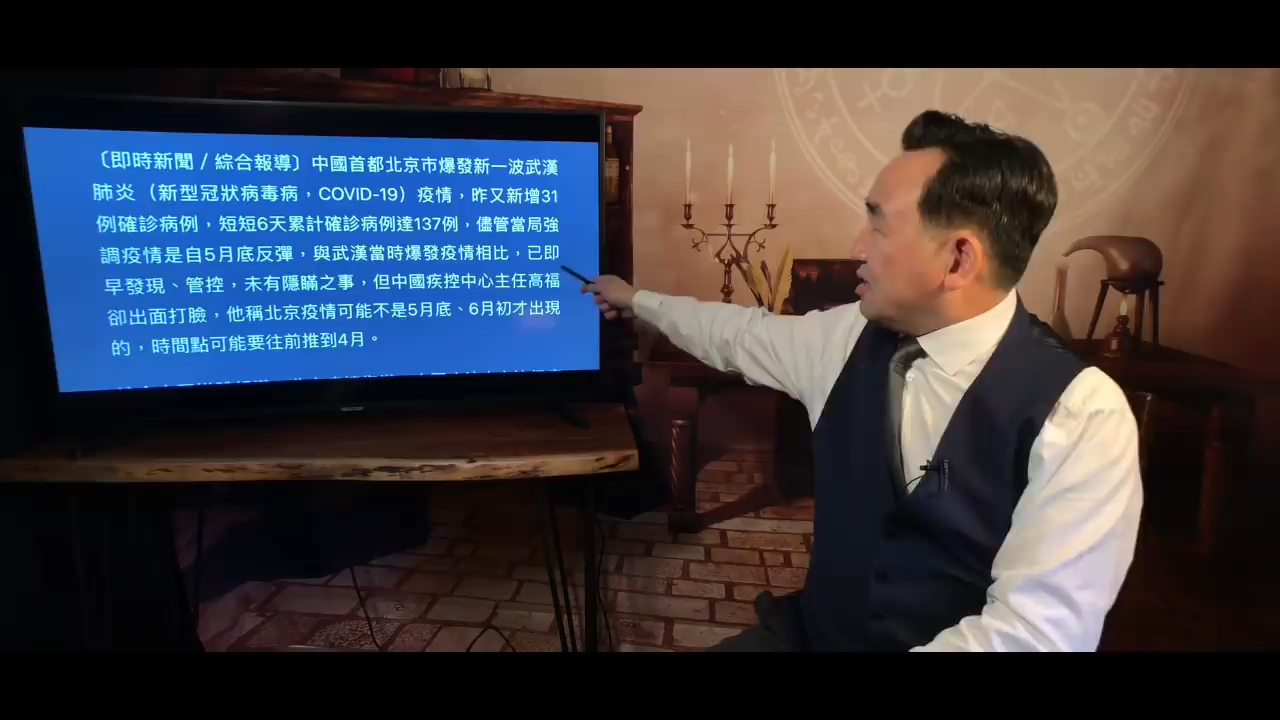 〔即時新聞／綜合報導〕中國首都北京市爆發新一波武漢
肺炎（新型冠狀病毒病，COVID-19）疫情，昨又新增31
例確診病例，短短6天累計確診病例達137例，儘管當局強
調疫情是自5月底反彈，與武漢當時爆發疫情相比，已即
早發現、管控，未有隱瞞之事，但中國疾控中心主任高福
卻出面打臉，他稱北京疫情可能不是5月底、6月初才出現
的，時間點可能要往前推到4月。